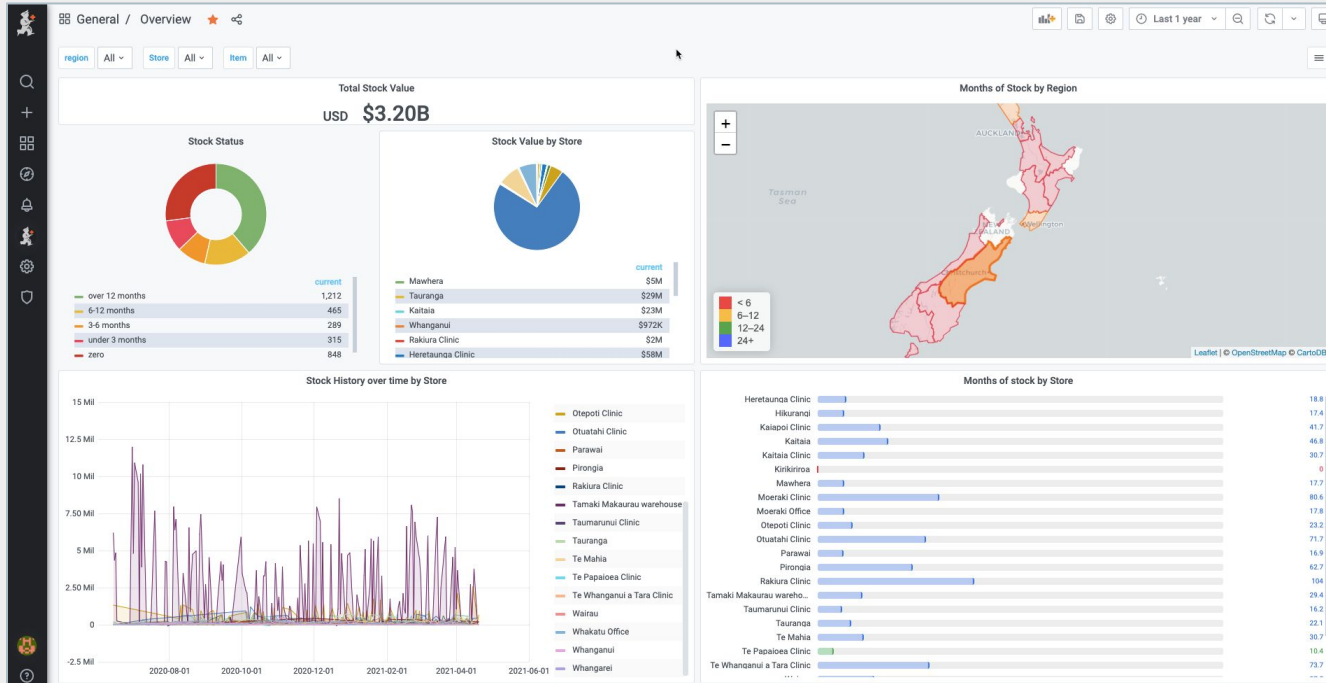 General / Overview
Last 1 year
region All Store All Item All
Total Stock Value
USD $3.20B
Stock Status
current
over 12 months 1,212
6-12 months 465
3-6 months 289
under 3 months 315
zero 848
Stock Value by Store
current
Mawhera $5M
Tauranga $29M
Kaitaia $23M
Whanganui $972K
Rakiura Clinic $2M
Heretaunga Clinic $58M
Months of Stock by Region
+
−
AUCKLAND
Tasman
Sea
NEW
ZEALAND
Wellington
Christchurch
< 6
6–12
12–24
24+
Leaflet | © OpenStreetMap © CartoDB
Stock History over time by Store
15 Mil
12.5 Mil
10 Mil
7.50 Mil
5 Mil
2.50 Mil
0
-2.5 Mil
2020-08-01 2020-10-01 2020-12-01 2021-02-01 2021-04-01 2021-06-01
Otepoti Clinic
Otuatahi Clinic
Parawai
Pirongia
Rakiura Clinic
Tamaki Makaurau warehouse
Taumarunui Clinic
Tauranga
Te Mahia
Te Papaioea Clinic
Te Whanganui a Tara Clinic
Wairau
Whakatu Office
Whanganui
Whangarei
Months of stock by Store
Heretaunga Clinic 18.8
Hikurangi 17.4
Kaiapoi Clinic 41.7
Kaitaia 46.8
Kaitaia Clinic 30.7
Kirikiriroa 0
Mawhera 17.7
Moeraki Clinic 80.6
Moeraki Office 17.8
Otepoti Clinic 23.2
Otuatahi Clinic 71.7
Parawai 16.9
Pirongia 62.7
Rakiura Clinic 104
Tamaki Makaurau wareho... 29.4
Taumarunui Clinic 16.2
Tauranga 22.1
Te Mahia 30.7
Te Papaioea Clinic 10.4
Te Whanganui a Tara Clinic 73.7